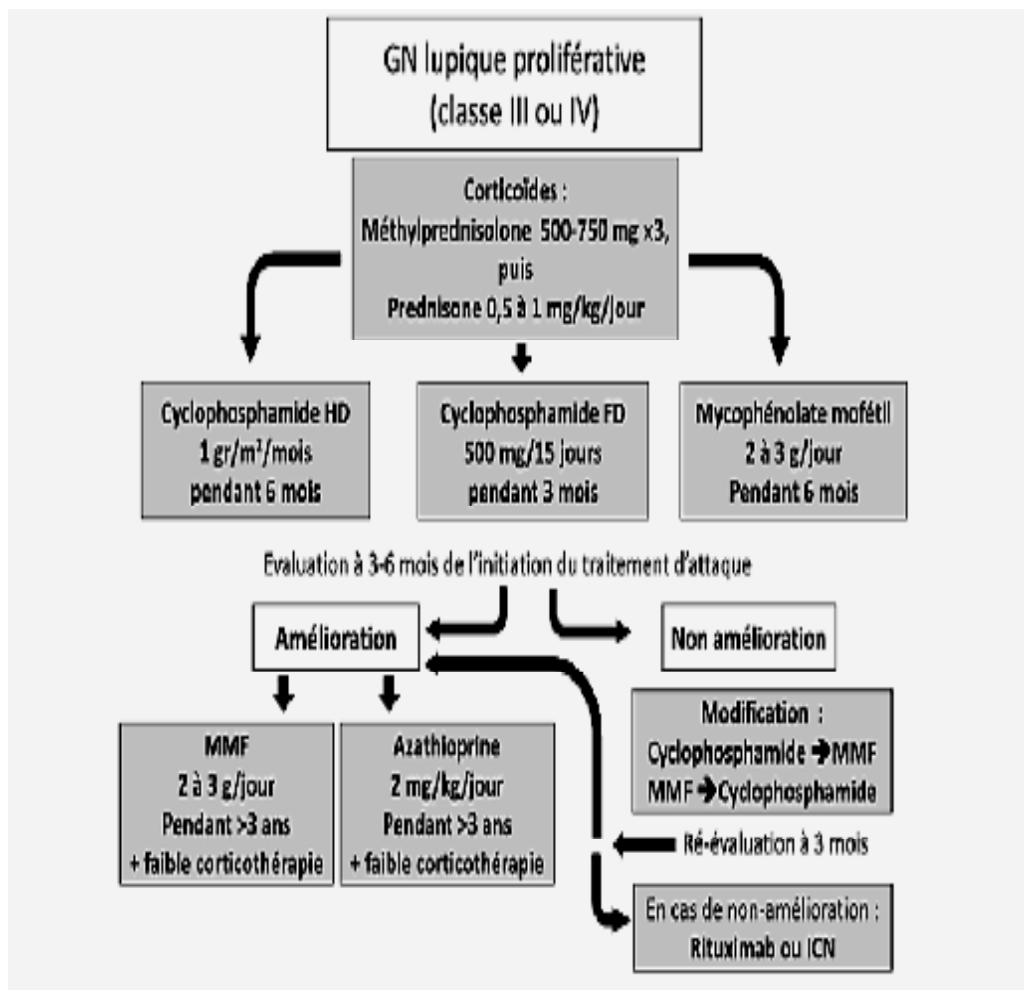 GN lupique proliférative
(classe III ou IV)
Corticoïdes :
Méthylprednisolone 500-750 mg x3,
puis
Prednisone 0,5 à 1 mg/kg/jour
Cyclophosphamide HD
1 gr/m²/mois
pendant 6 mois
Cyclophosphamide FD
500 mg/15 jours
pendant 3 mois
Mycophénolate mofétil
2 à 3 g/jour
Pendant 6 mois
Evaluation à 3-6 mois de l'initiation du traitement d'attaque
Amélioration
Non amélioration
MMF
2 à 3 g/jour
Pendant >3 ans
+ faible corticothérapie
Azathioprine
2 mg/kg/jour
Pendant >3 ans
+ faible corticothérapie
Modification :
Cyclophosphamide ➔MMF
MMF ➔Cyclophosphamide
Ré-évaluation à 3 mois
En cas de non-amélioration :
Rituximab ou ICN